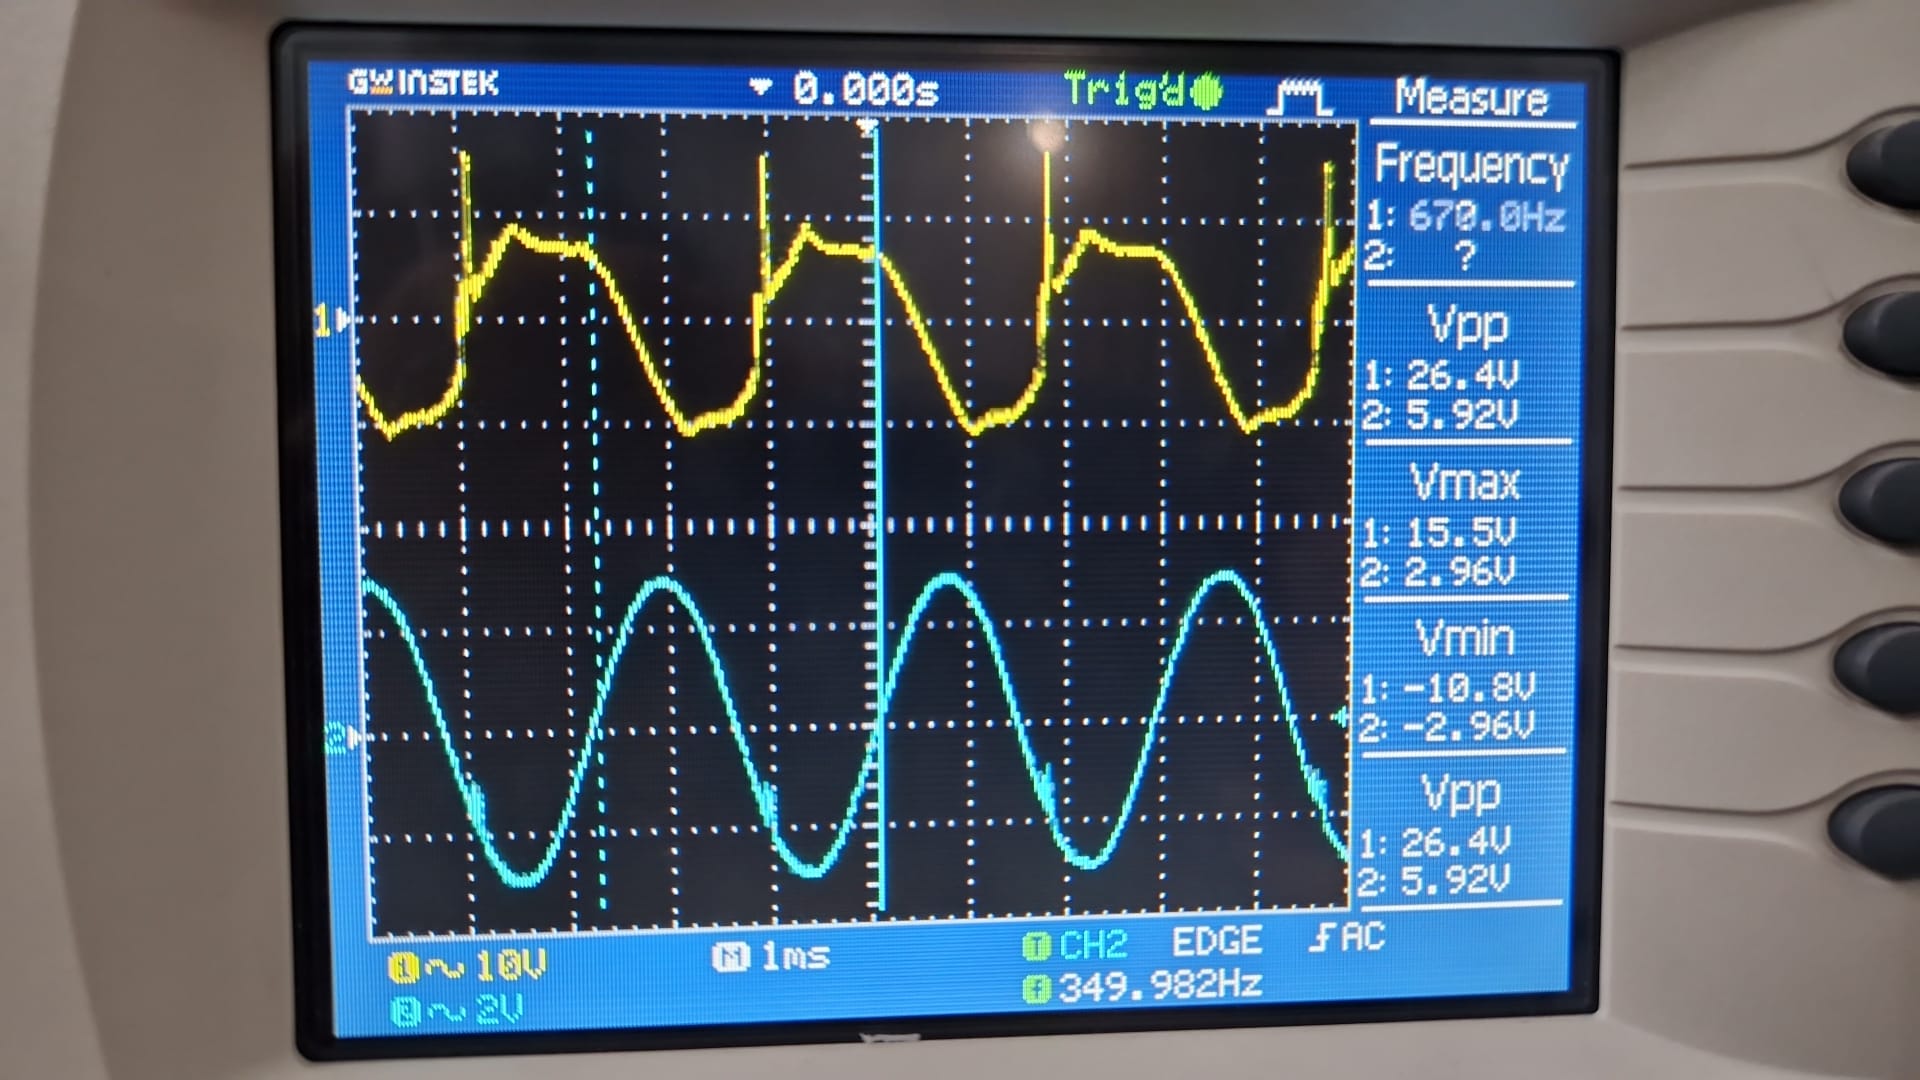 GWINSTEK
0.000s
Trig'd
Measure
Frequency
1: 670.0Hz
2: ?
Vpp
1: 26.4V
2: 5.92V
Vmax
1: 15.5V
2: 2.96V
Vmin
1: -10.8V
2: -2.96V
Vpp
1: 26.4V
2: 5.92V
1
2
1 ~ 10V
2 ~ 2V
M 1ms
T CH2 EDGE AC
f 349.982Hz